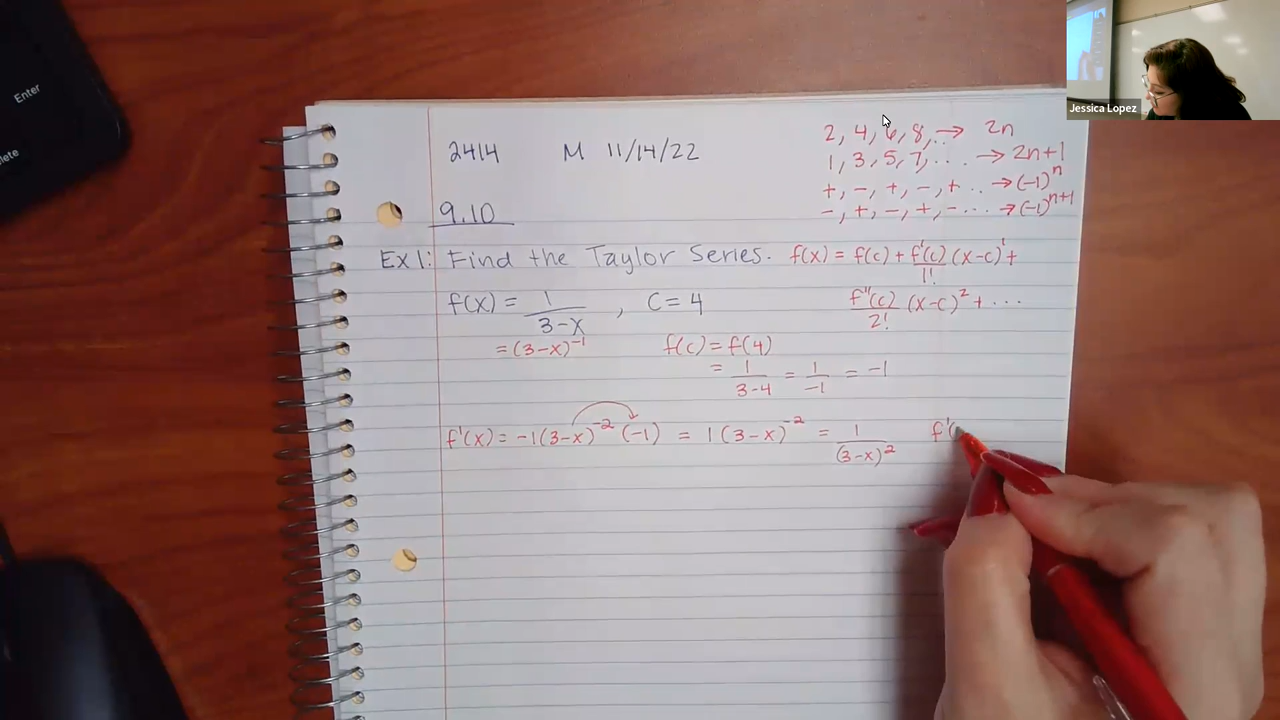 Enter
lete
Jessica Lopez
2414 M 11/14/22
2, 4, 6, 8, ... → 2n
1, 3, 5, 7, ... → 2n+1
+, -, +, -, + ... → (-1)^n
-, +, -, +, - ... → (-1)^{n+1}
9.10
Ex 1: Find the Taylor Series. f(x) = f(c) + f'(c)/1! (x-c)^1 +
f''(c)/2! (x-c)^2 + ...
f(x) = 1/(3-x) , C = 4
= (3-x)^{-1}
f(c) = f(4)
= 1/(3-4) = 1/-1 = -1
f'(x) = -1(3-x)^{-2} (-1) = 1(3-x)^{-2} = 1/(3-x)^2 f'(